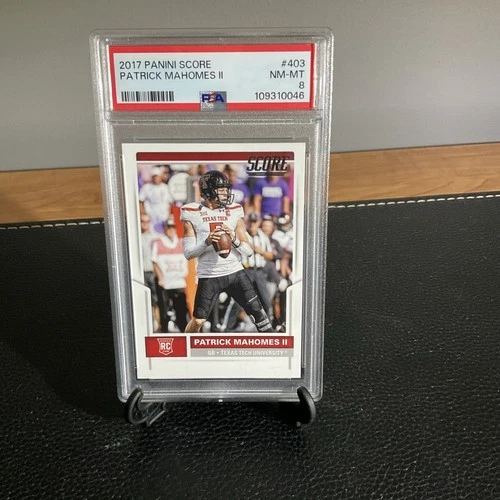 2017 PANINI SCORE #403
PATRICK MAHOMES II NM-MT
8
PSA 109310046
SCORE
TEXAS TECH
RC
PATRICK MAHOMES II
QB • TEXAS TECH UNIVERSITY